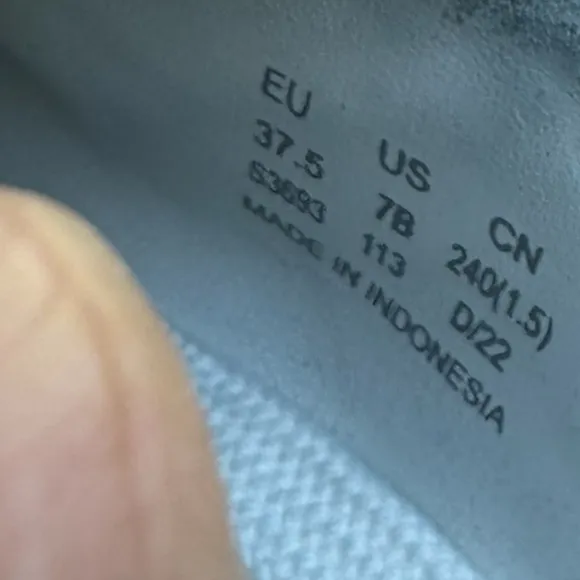 EU US CN
37.5 7B 240(1.5)
S3693 113 D/22
MADE IN INDONESIA